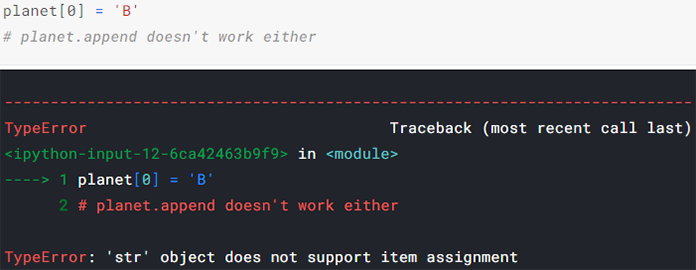 planet[0] = 'B'
# planet.append doesn't work either
---------------------------------------------------------------------------
TypeError                                 Traceback (most recent call last)
<ipython-input-12-6ca42463b9f9> in <module>
----> 1 planet[0] = 'B'
      2 # planet.append doesn't work either
TypeError: 'str' object does not support item assignment